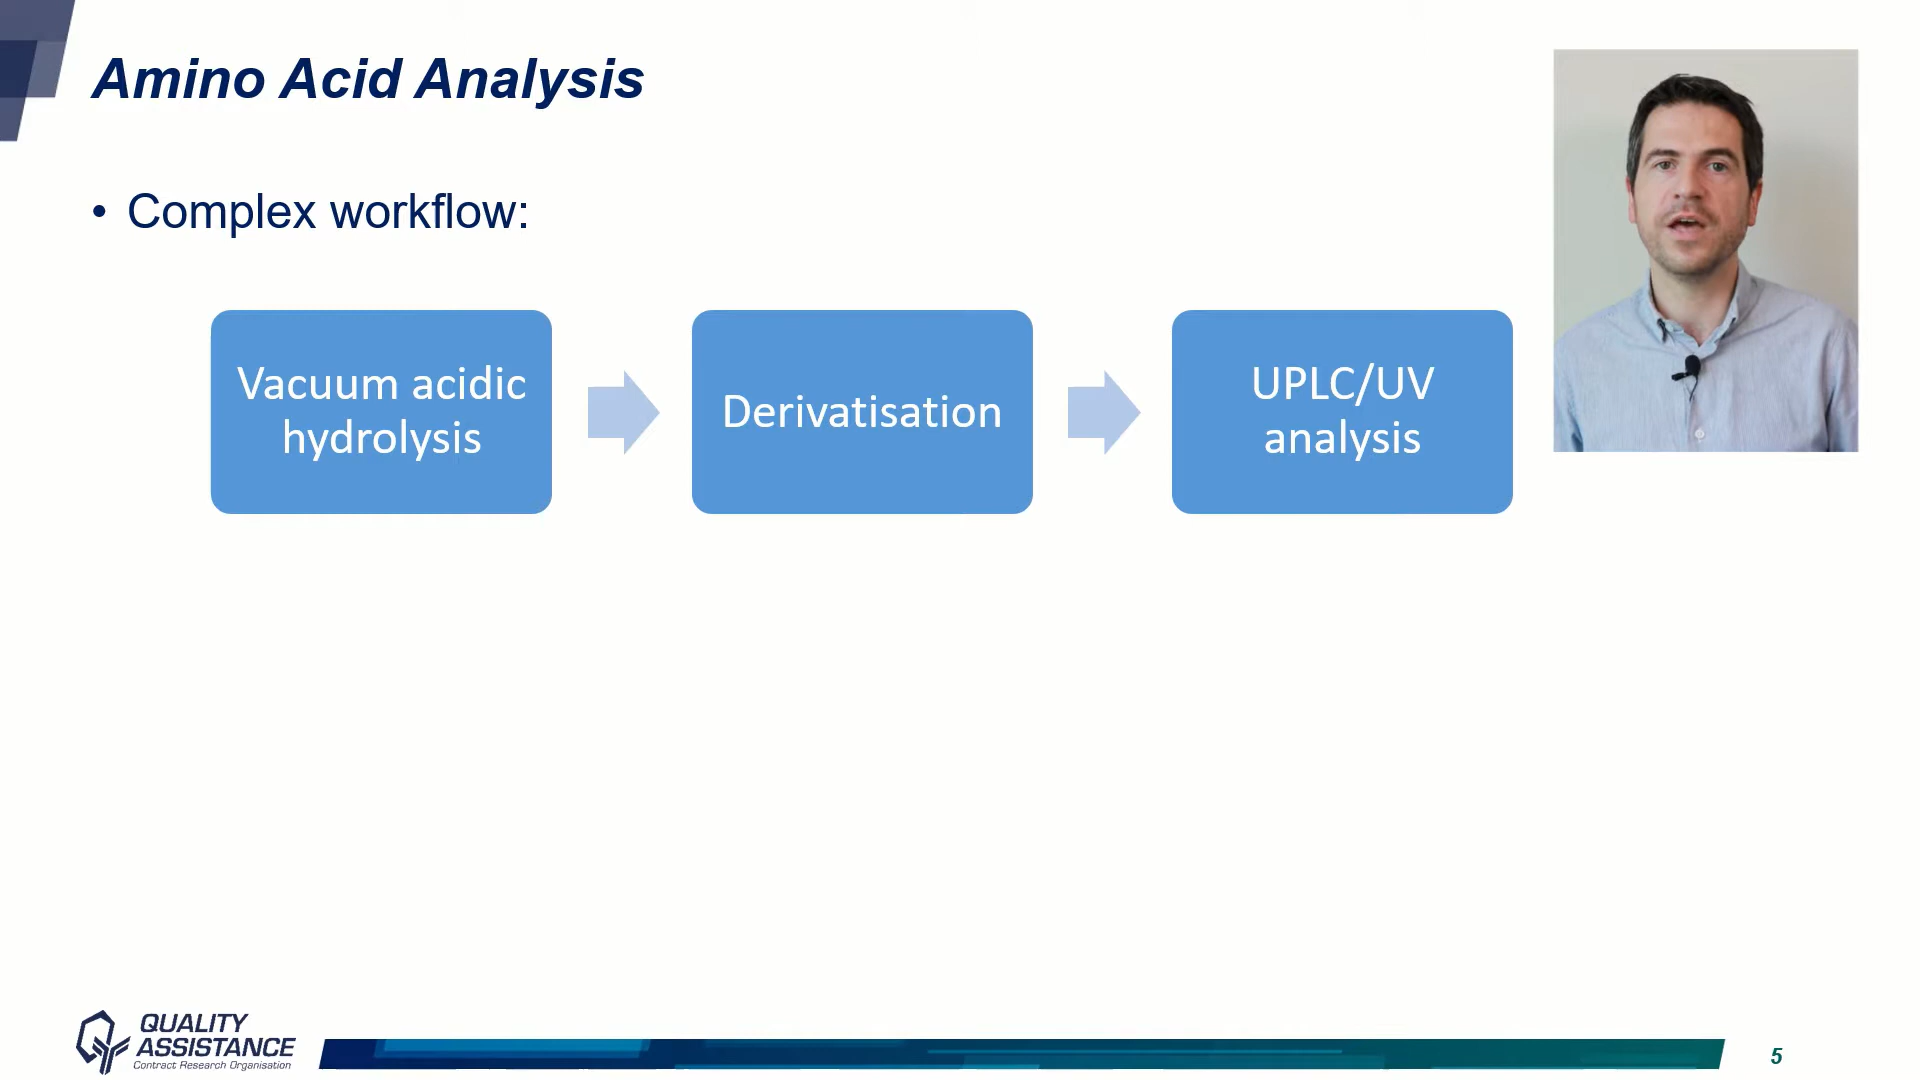 Amino Acid Analysis
• Complex workflow:
Vacuum acidic
hydrolysis
Derivatisation
UPLC/UV
analysis
QUALITY
ASSISTANCE
Contract Research Organisation
5